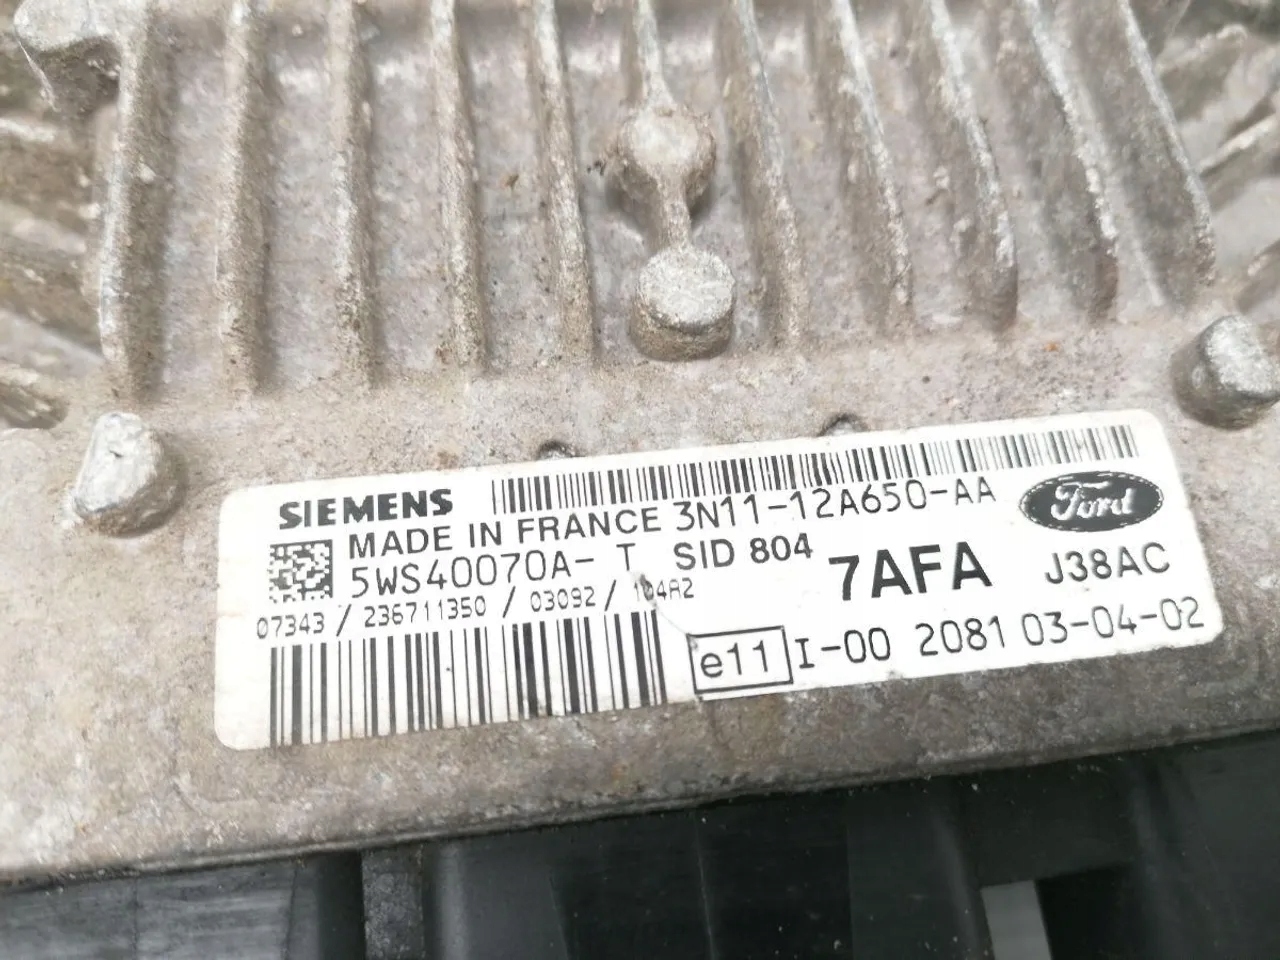 SIEMENS
MADE IN FRANCE 3N11-12A650-AA
Ford
5WS40070A- T SID 804 7AFA J38AC
07343 / 236711350 / 03092 / 104A2
e11 I-00 2081 03-04-02